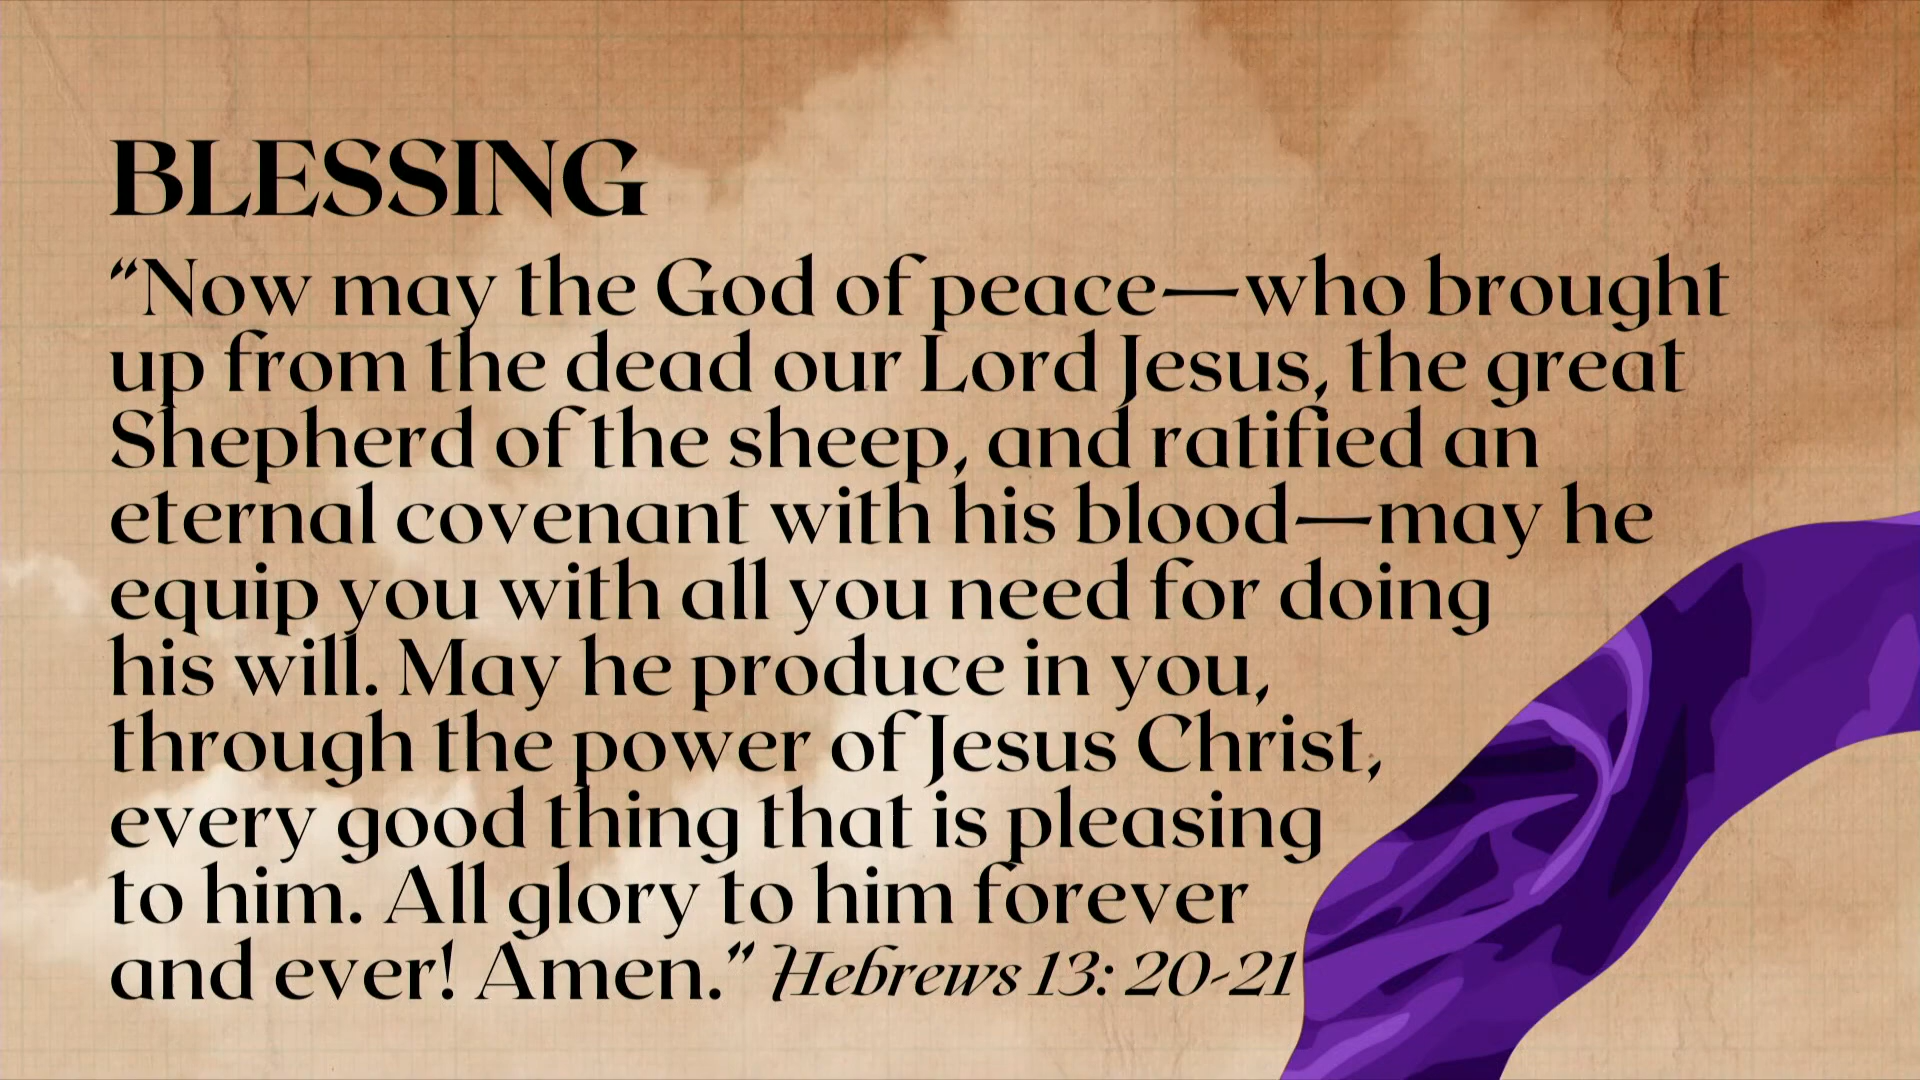 BLESSING
“Now may the God of peace—who brought
up from the dead our Lord Jesus, the great
Shepherd of the sheep, and ratified an
eternal covenant with his blood—may he
equip you with all you need for doing
his will. May he produce in you,
through the power of Jesus Christ,
every good thing that is pleasing
to him. All glory to him forever
and ever! Amen.” Hebrews 13: 20-21